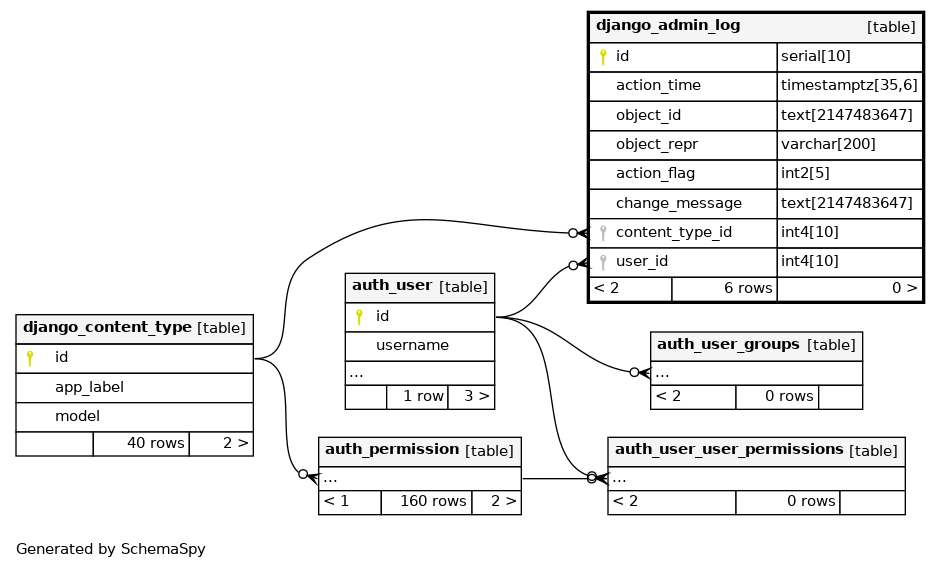 django_admin_log [table]
id serial[10]
action_time timestamptz[35,6]
object_id text[2147483647]
object_repr varchar[200]
action_flag int2[5]
change_message text[2147483647]
content_type_id int4[10]
user_id int4[10]
< 2 6 rows 0 >
auth_user [table]
id
username
...
1 row 3 >
django_content_type [table]
id
app_label
model
40 rows 2 >
auth_user_groups [table]
...
< 2 0 rows
auth_permission [table]
...
< 1 160 rows 2 >
auth_user_user_permissions [table]
...
< 2 0 rows
Generated by SchemaSpy